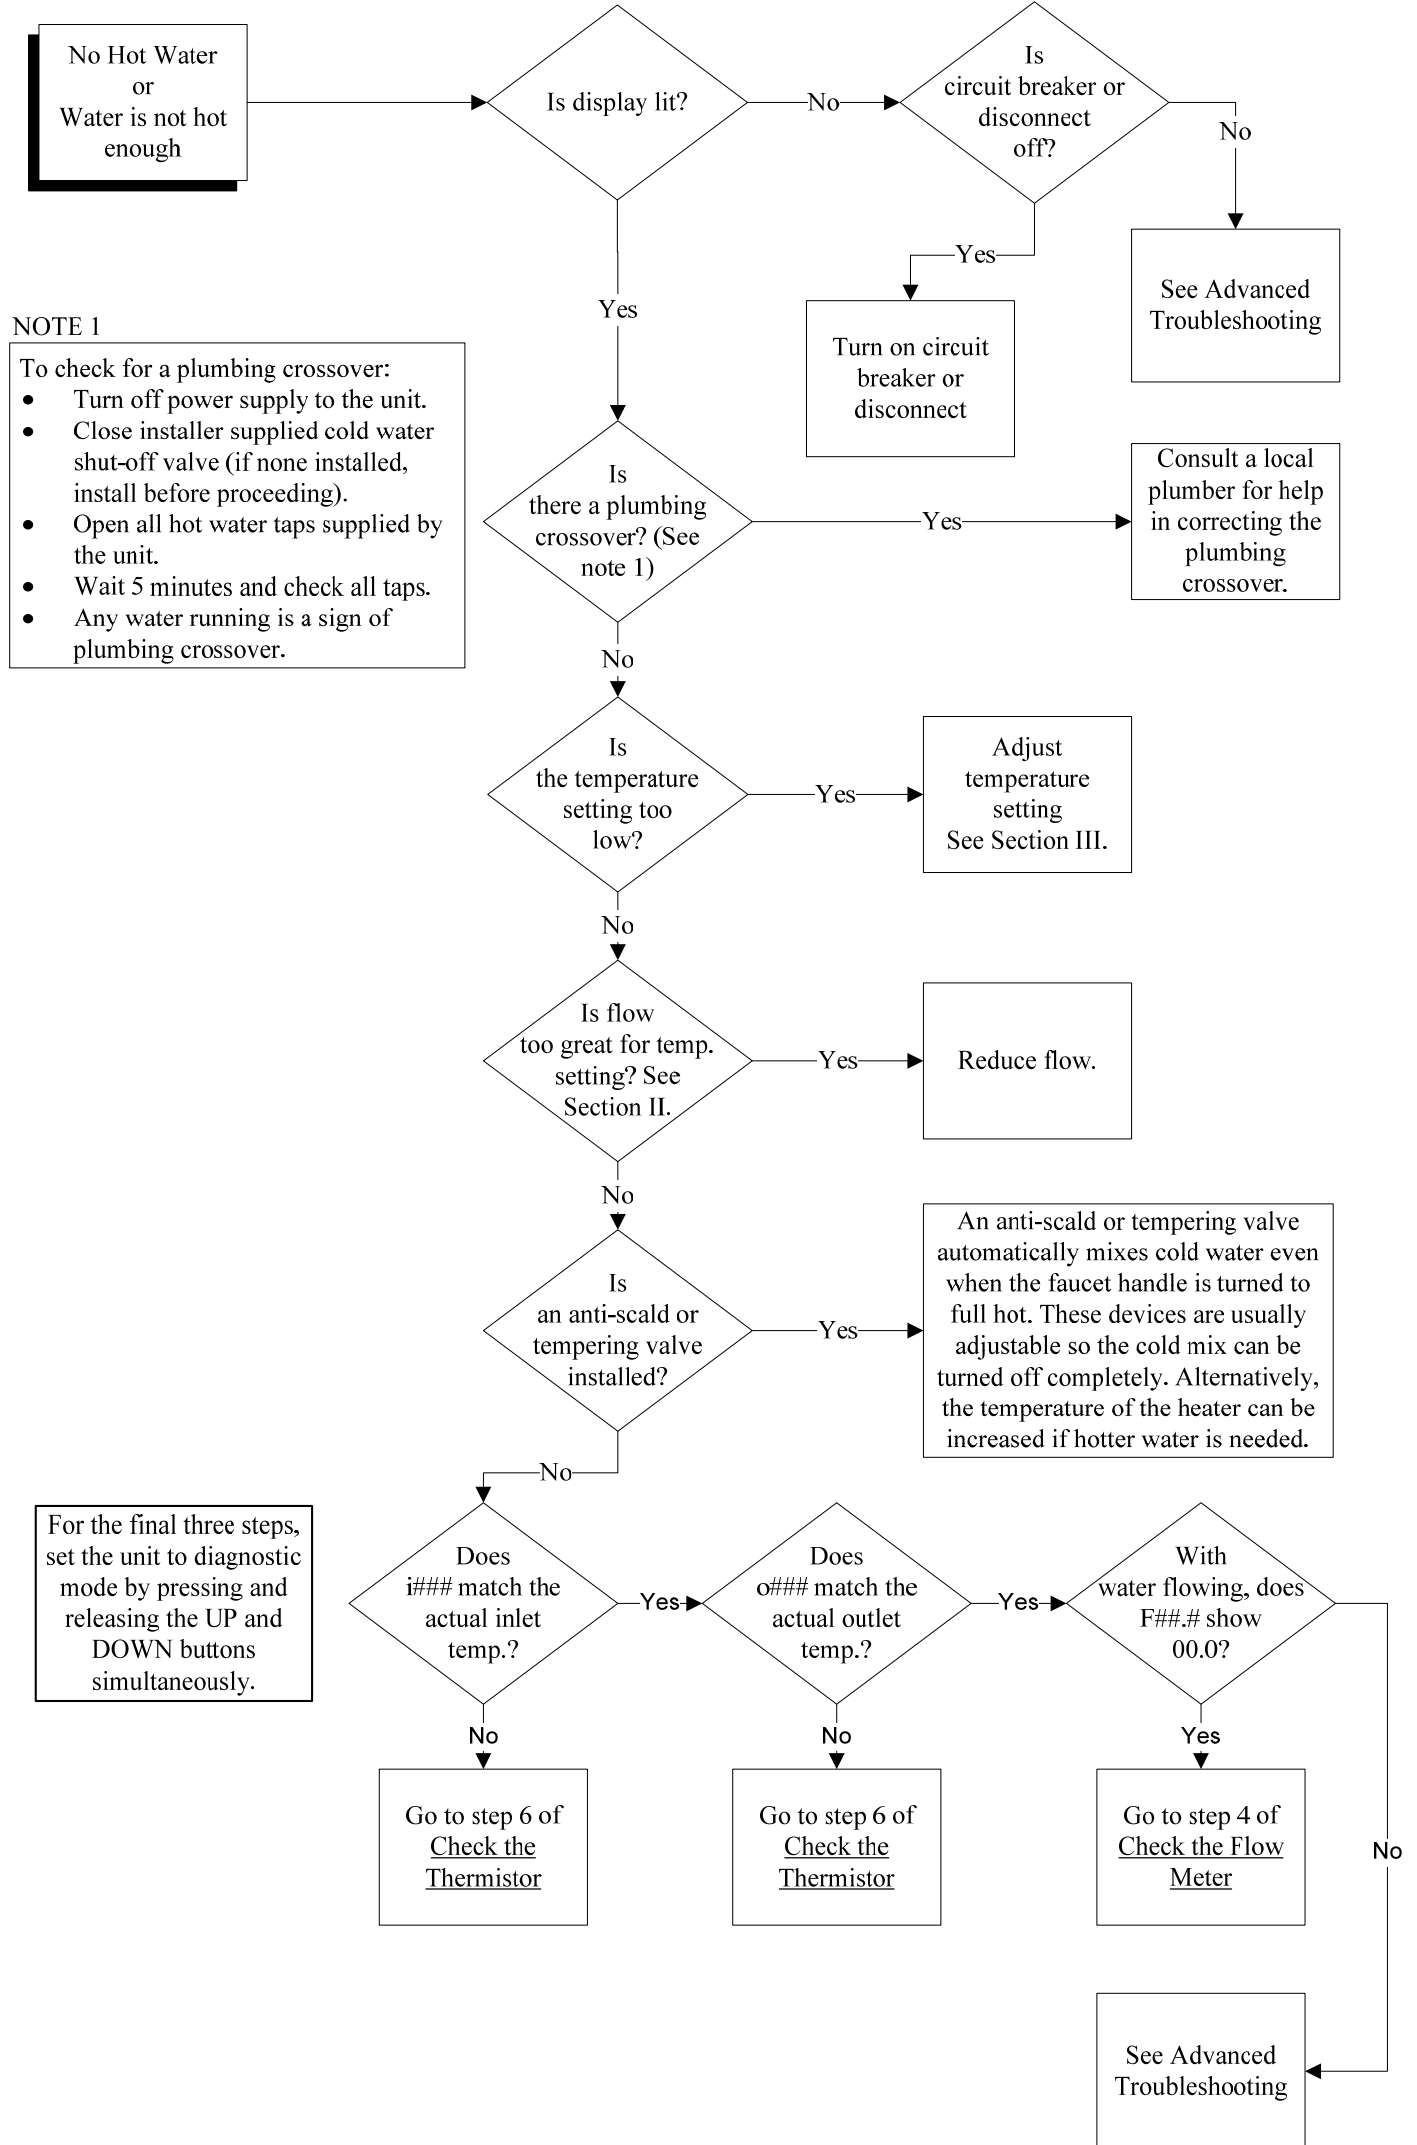 No Hot Water
or
Water is not hot
enough
Is display lit?
No
Is
circuit breaker or
disconnect
off?
No
Yes
See Advanced
Troubleshooting
Turn on circuit
breaker or
disconnect
Yes
NOTE 1
To check for a plumbing crossover:
• Turn off power supply to the unit.
• Close installer supplied cold water
shut-off valve (if none installed,
install before proceeding).
• Open all hot water taps supplied by
the unit.
• Wait 5 minutes and check all taps.
• Any water running is a sign of
plumbing crossover.
Is
there a plumbing
crossover? (See
note 1)
Yes
Consult a local
plumber for help
in correcting the
plumbing
crossover.
No
Is
the temperature
setting too
low?
Yes
Adjust
temperature
setting
See Section III.
No
Is flow
too great for temp.
setting? See
Section II.
Yes
Reduce flow.
No
Is
an anti-scald or
tempering valve
installed?
Yes
An anti-scald or tempering valve
automatically mixes cold water even
when the faucet handle is turned to
full hot. These devices are usually
adjustable so the cold mix can be
turned off completely. Alternatively,
the temperature of the heater can be
increased if hotter water is needed.
No
For the final three steps,
set the unit to diagnostic
mode by pressing and
releasing the UP and
DOWN buttons
simultaneously.
Does
i### match the
actual inlet
temp.?
Yes
Does
o### match the
actual outlet
temp.?
Yes
With
water flowing, does
F##.# show
00.0?
No
No
Yes
Go to step 6 of
Check the
Thermistor
Go to step 6 of
Check the
Thermistor
Go to step 4 of
Check the Flow
Meter
No
See Advanced
Troubleshooting